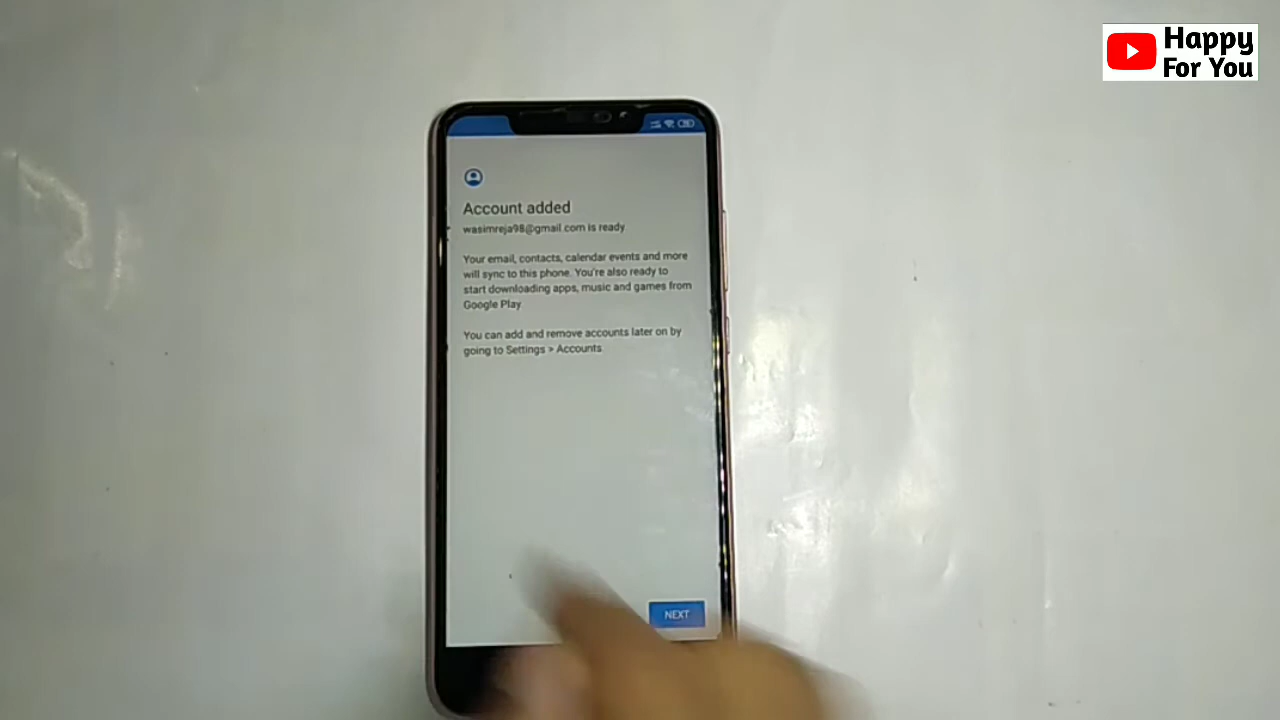 Happy
For You
Account added
wasimreja98@gmail.com is ready
Your email, contacts, calendar events and more
will sync to this phone. You're also ready to
start downloading apps, music and games from
Google Play
You can add and remove accounts later on by
going to Settings > Accounts
NEXT